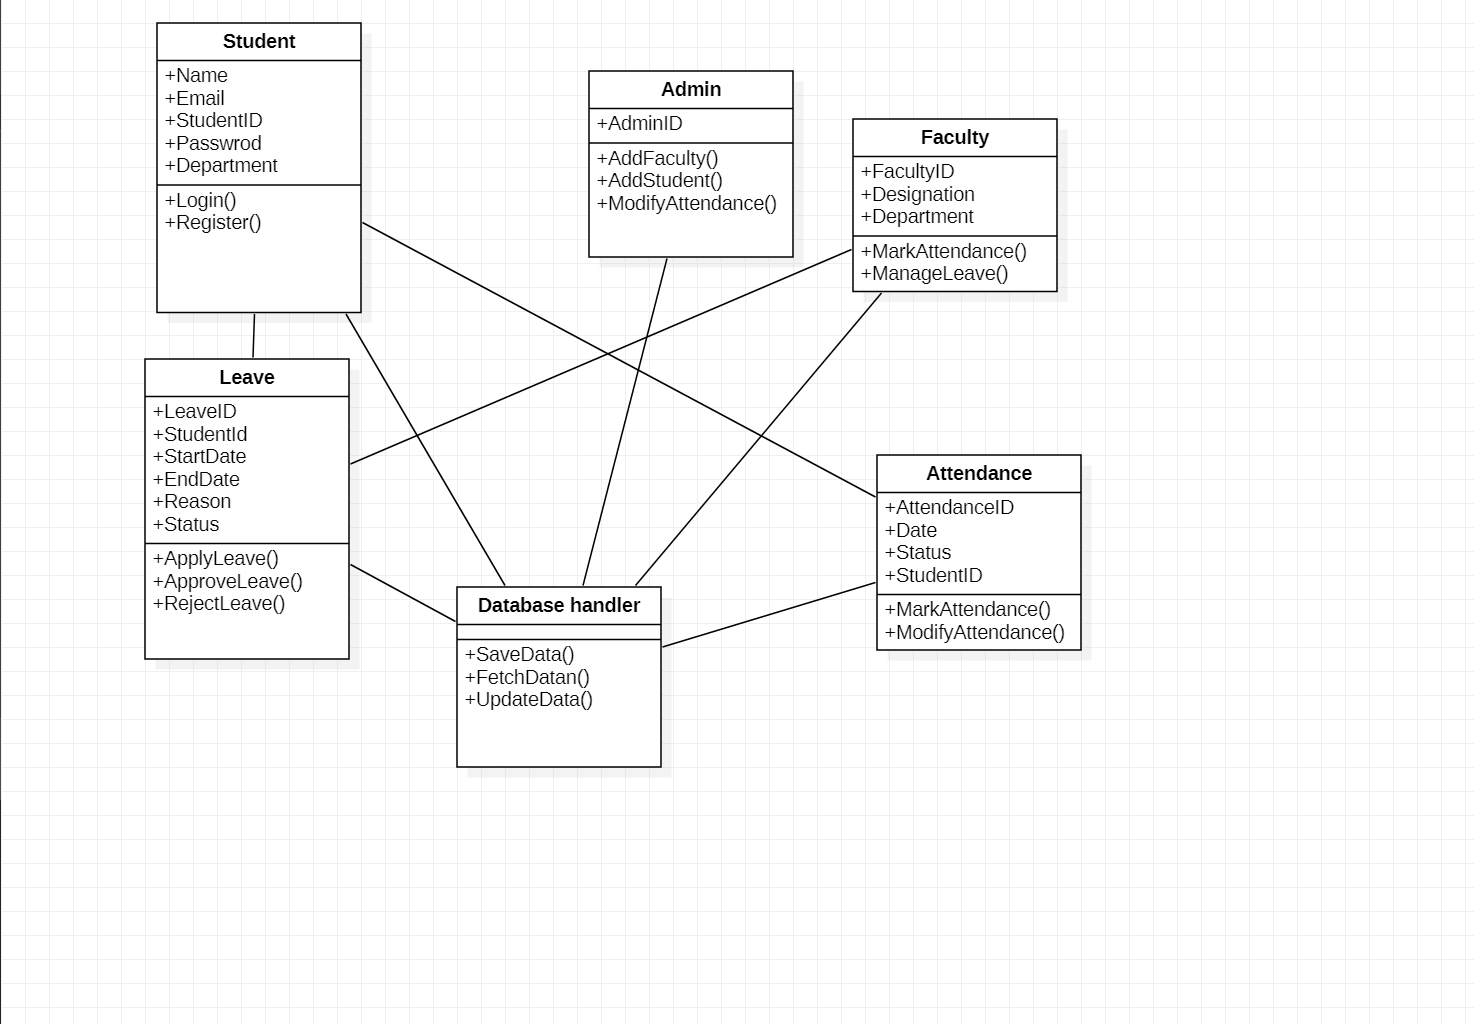 Student
+Name
+Email
+StudentID
+Passwrod
+Department
+Login()
+Register()
Admin
+AdminID
+AddFaculty()
+AddStudent()
+ModifyAttendance()
Faculty
+FacultyID
+Designation
+Department
+MarkAttendance()
+ManageLeave()
Leave
+LeaveID
+StudentId
+StartDate
+EndDate
+Reason
+Status
+ApplyLeave()
+ApproveLeave()
+RejectLeave()
Attendance
+AttendanceID
+Date
+Status
+StudentID
+MarkAttendance()
+ModifyAttendance()
Database handler
+SaveData()
+FetchDatan()
+UpdateData()